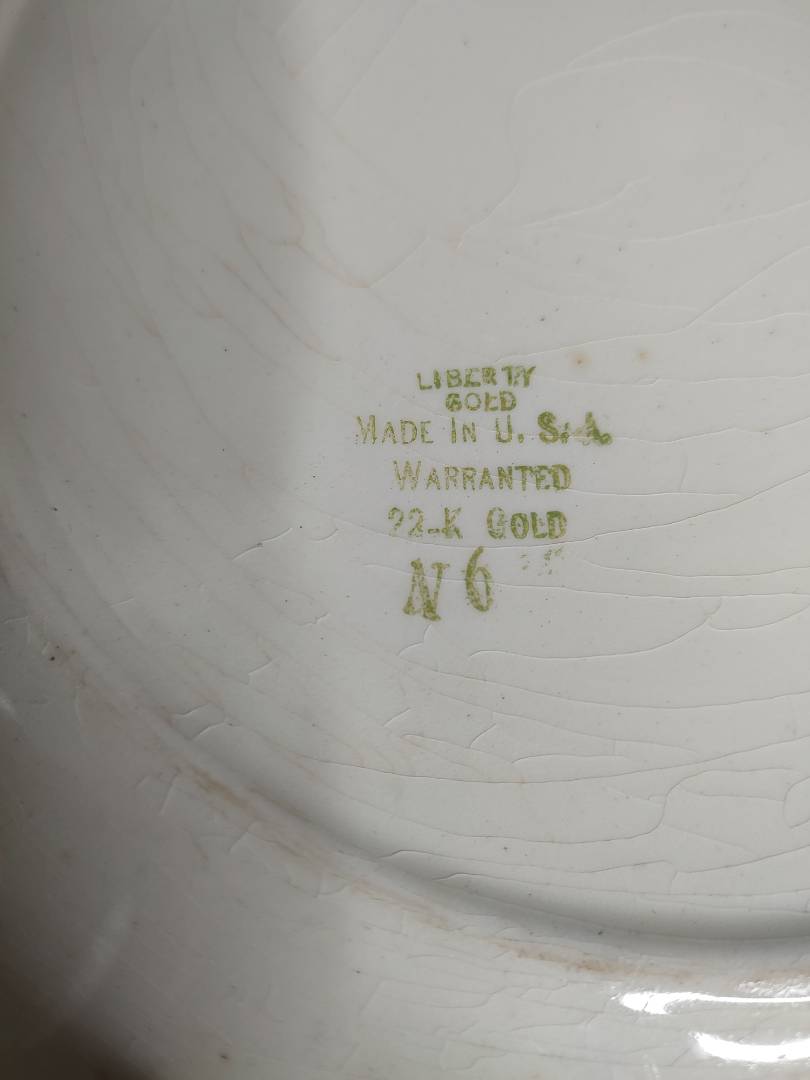 LIBERTY
GOLD
MADE IN U. S. A.
WARRANTED
22-K GOLD
N 6